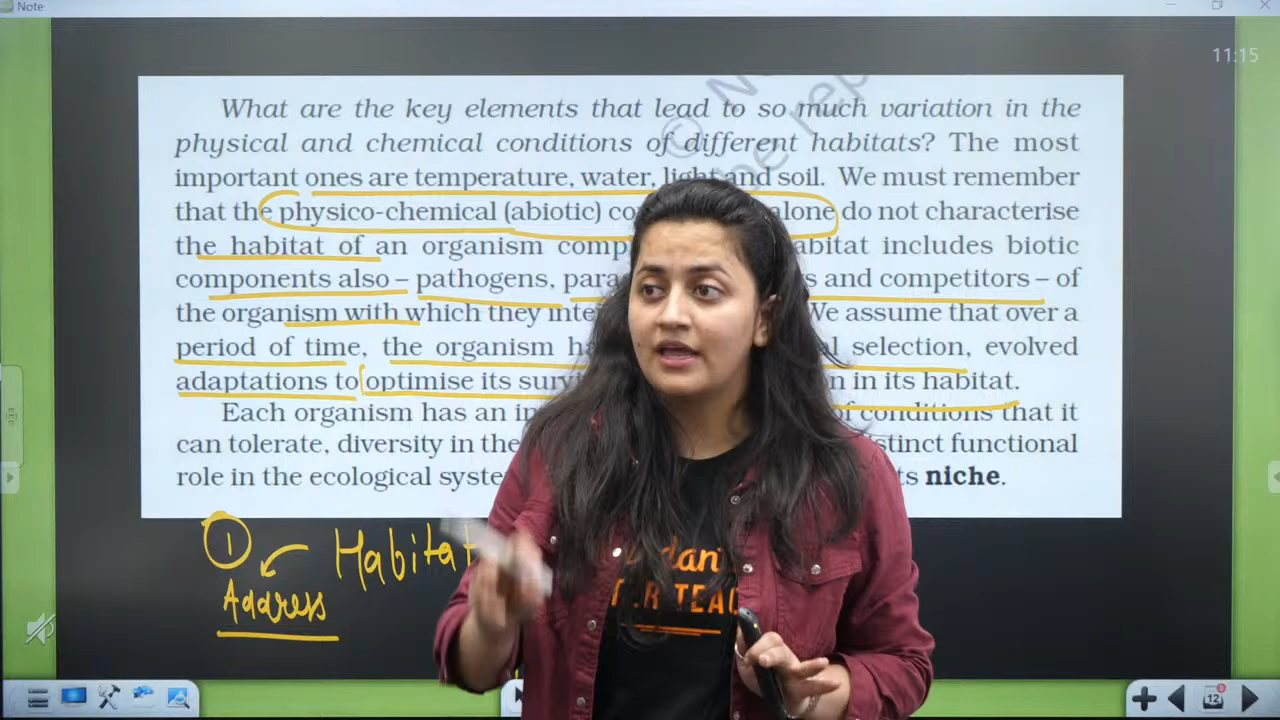 Note
11:15
What are the key elements that lead to so much variation in the
physical and chemical conditions of different habitats? The most
important ones are temperature, water, light and soil. We must remember
that the physico-chemical (abiotic) co alone do not characterise
the habitat of an organism comp abitat includes biotic
components also – pathogens, para s and competitors – of
the organism with which they inte We assume that over a
period of time, the organism ha l selection, evolved
adaptations to optimise its survi n in its habitat.
Each organism has an in of conditions that it
can tolerate, diversity in the stinct functional
role in the ecological syste ts niche.
1 Habitat
Address
dant
T R TEAC
12